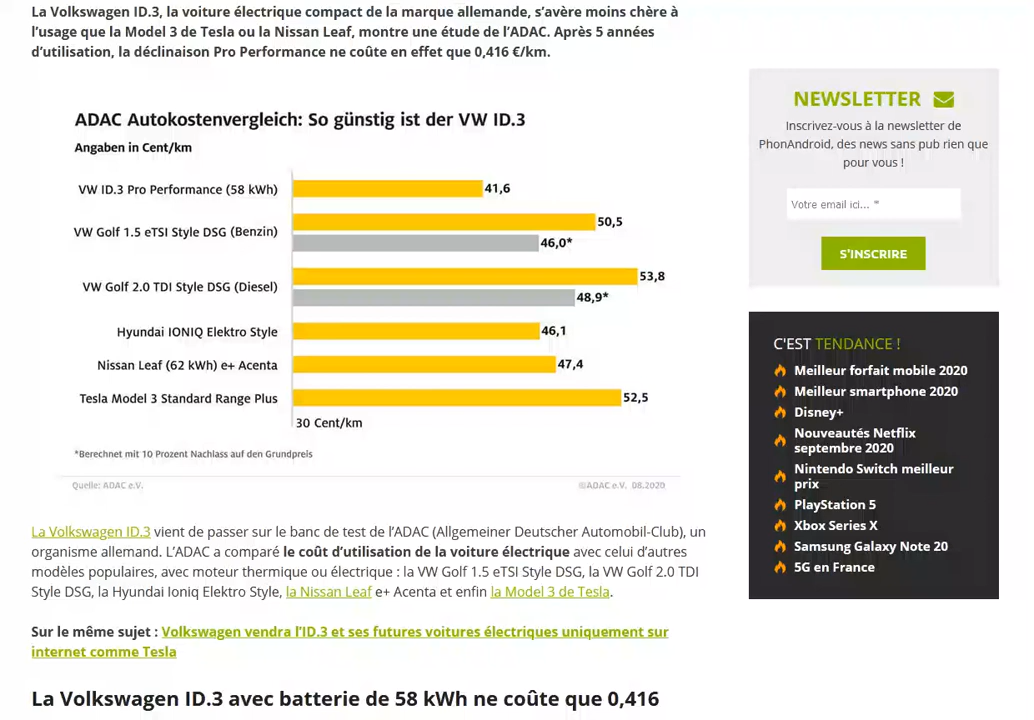 La Volkswagen ID.3, la voiture électrique compact de la marque allemande, s’avère moins chère à
l’usage que la Model 3 de Tesla ou la Nissan Leaf, montre une étude de l’ADAC. Après 5 années
d’utilisation, la déclinaison Pro Performance ne coûte en effet que 0,416 €/km.
ADAC Autokostenvergleich: So günstig ist der VW ID.3
Angaben in Cent/km
VW ID.3 Pro Performance (58 kWh) 41,6
VW Golf 1.5 eTSI Style DSG (Benzin) 50,5
46,0*
VW Golf 2.0 TDI Style DSG (Diesel) 53,8
48,9*
Hyundai IONIQ Elektro Style 46,1
Nissan Leaf (62 kWh) e+ Acenta 47,4
Tesla Model 3 Standard Range Plus 52,5
30 Cent/km
*Berechnet mit 10 Prozent Nachlass auf den Grundpreis
Quelle: ADAC e.V. ©ADAC e.V. 08.2020
La Volkswagen ID.3 vient de passer sur le banc de test de l’ADAC (Allgemeiner Deutscher Automobil-Club), un
organisme allemand. L’ADAC a comparé le coût d’utilisation de la voiture électrique avec celui d’autres
modèles populaires, avec moteur thermique ou électrique : la VW Golf 1.5 eTSI Style DSG, la VW Golf 2.0 TDI
Style DSG, la Hyundai Ioniq Elektro Style, la Nissan Leaf e+ Acenta et enfin la Model 3 de Tesla.
Sur le même sujet : Volkswagen vendra l’ID.3 et ses futures voitures électriques uniquement sur
internet comme Tesla
La Volkswagen ID.3 avec batterie de 58 kWh ne coûte que 0,416
NEWSLETTER
Inscrivez-vous à la newsletter de
PhonAndroid, des news sans pub rien que
pour vous !
Votre email ici... *
S'INSCRIRE
C'EST TENDANCE !
Meilleur forfait mobile 2020
Meilleur smartphone 2020
Disney+
Nouveautés Netflix
septembre 2020
Nintendo Switch meilleur
prix
PlayStation 5
Xbox Series X
Samsung Galaxy Note 20
5G en France